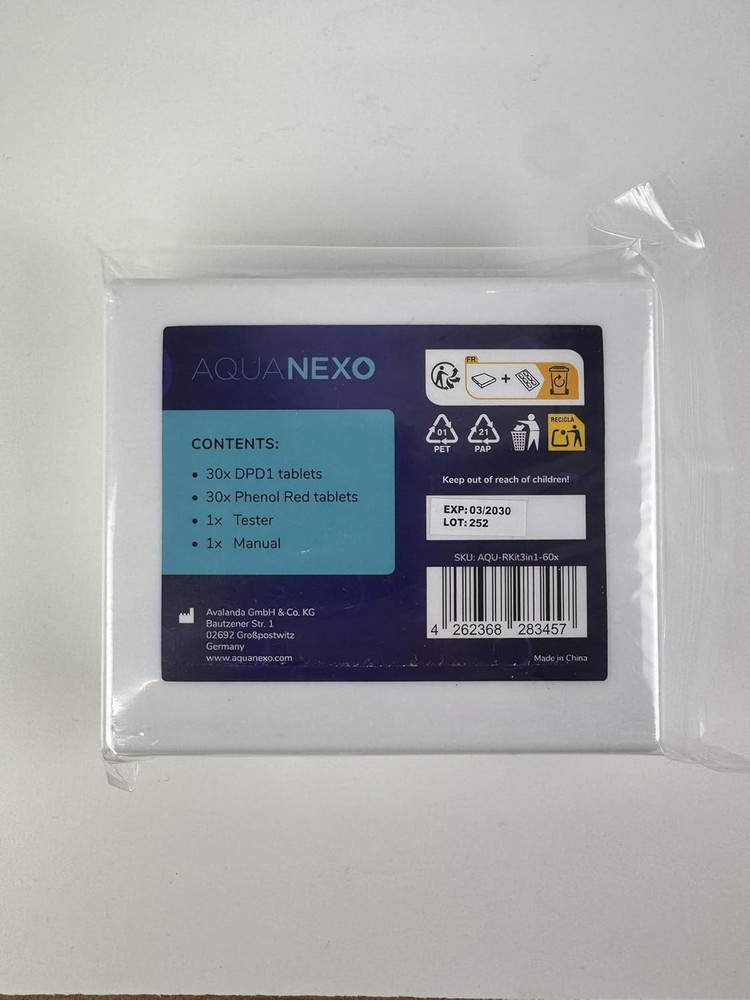 AQUANEXO
CONTENTS:
• 30x DPD1 tablets
• 30x Phenol Red tablets
• 1x Tester
• 1x Manual
Avalanda GmbH & Co. KG
Bautzener Str. 1
02692 Großpostwitz
Germany
www.aquanexo.com
FR
+
01
PET
21
PAP
RECICLA
Keep out of reach of children!
EXP: 03/2030
LOT: 252
SKU: AQU-RKit3in1-60x
4 262368 283457
Made in China